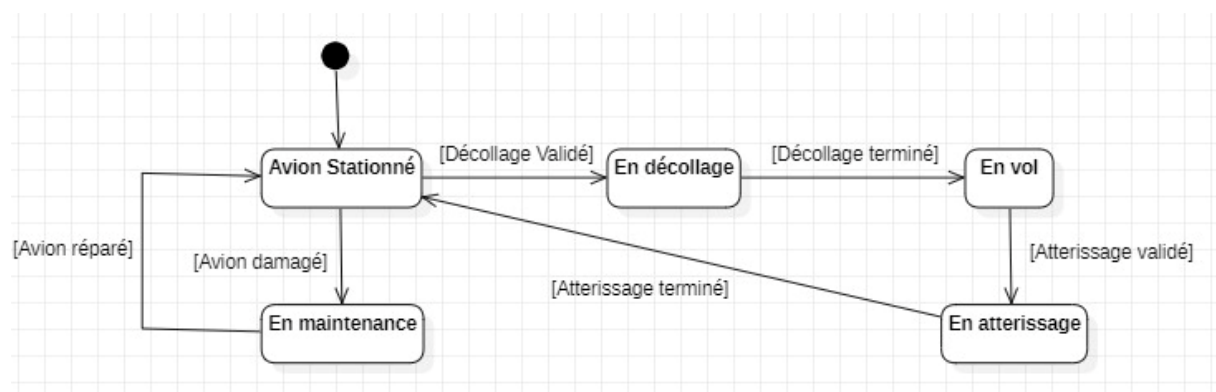 [Décollage Validé]
[Décollage terminé]
Avion Stationné
En décollage
En vol
[Avion réparé]
[Avion damagé]
[Atterissage validé]
[Atterissage terminé]
En maintenance
En atterissage